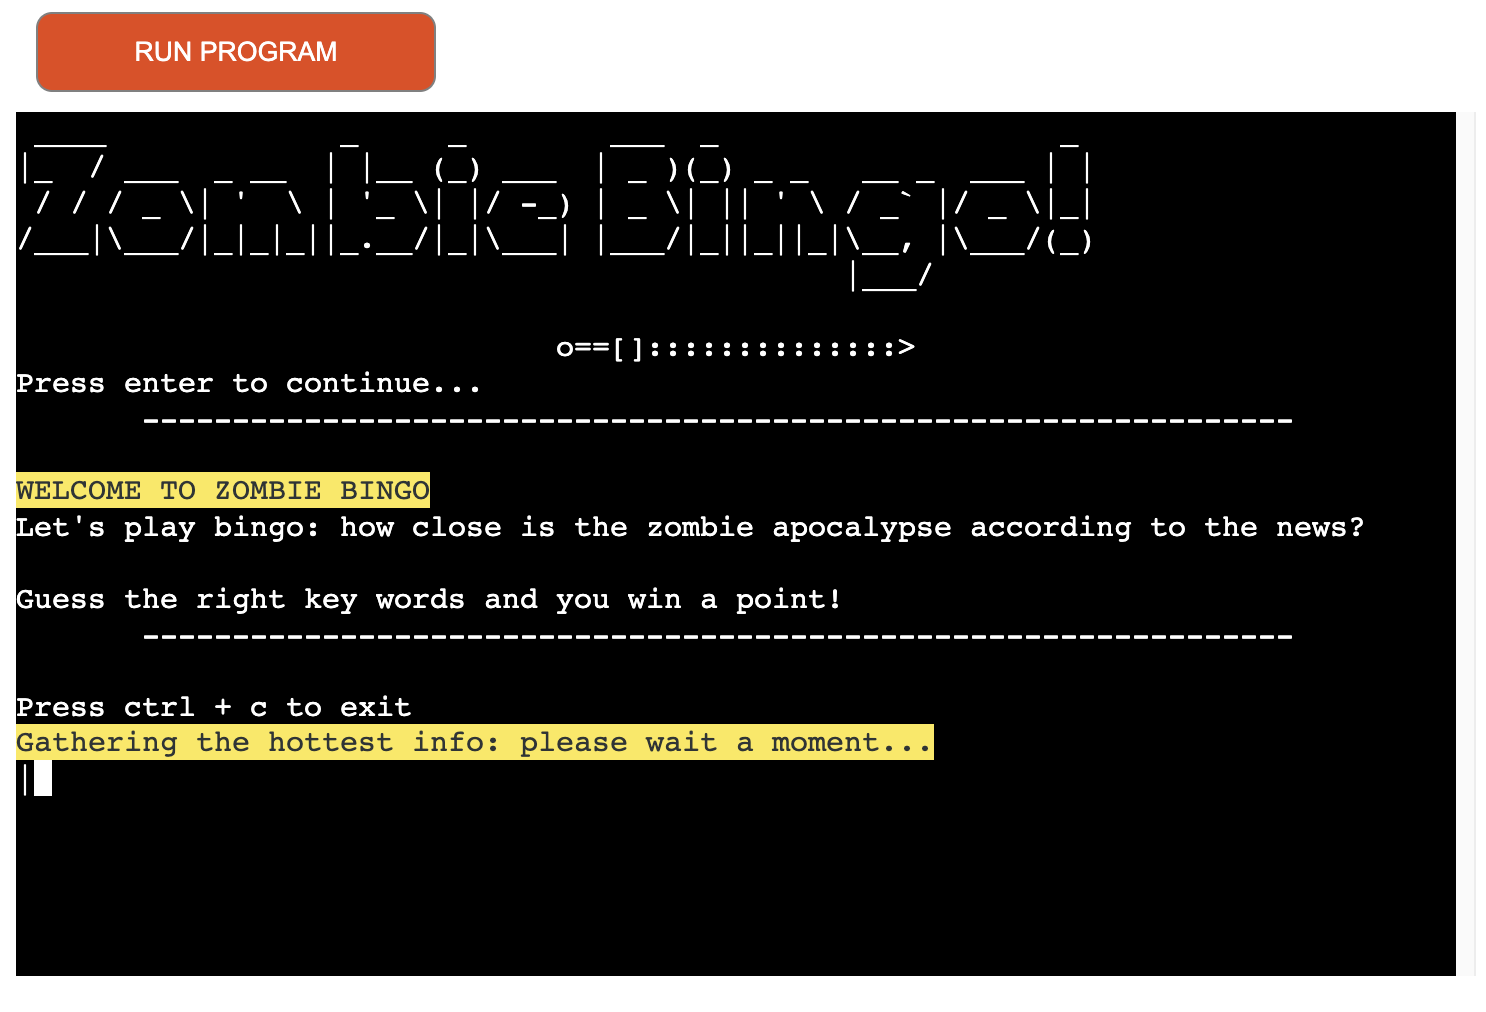 RUN PROGRAM
Zombie Bingo!
o==[]::::::::::::::>
Press enter to continue...
----------------------------------------------------------------
WELCOME TO ZOMBIE BINGO
Let's play bingo: how close is the zombie apocalypse according to the news?
Guess the right key words and you win a point!
----------------------------------------------------------------
Press ctrl + c to exit
Gathering the hottest info: please wait a moment...
|